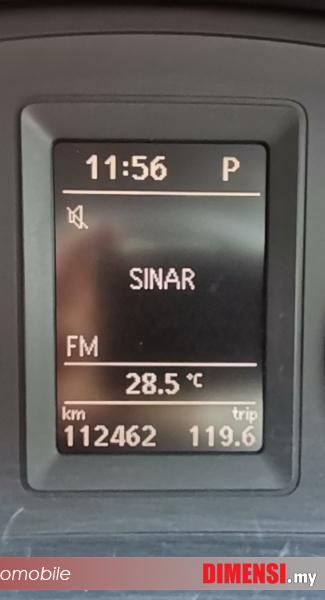 11:56 P
SINAR
FM
28.5 °C
km trip
112462 119.6
omobile DIMENSI.my